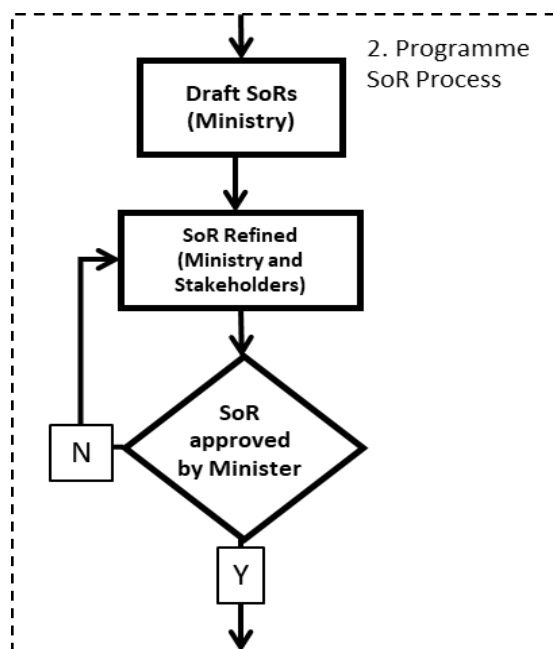 2. Programme
SoR Process
Draft SoRs
(Ministry)
SoR Refined
(Ministry and
Stakeholders)
SoR
approved
by Minister
N
Y